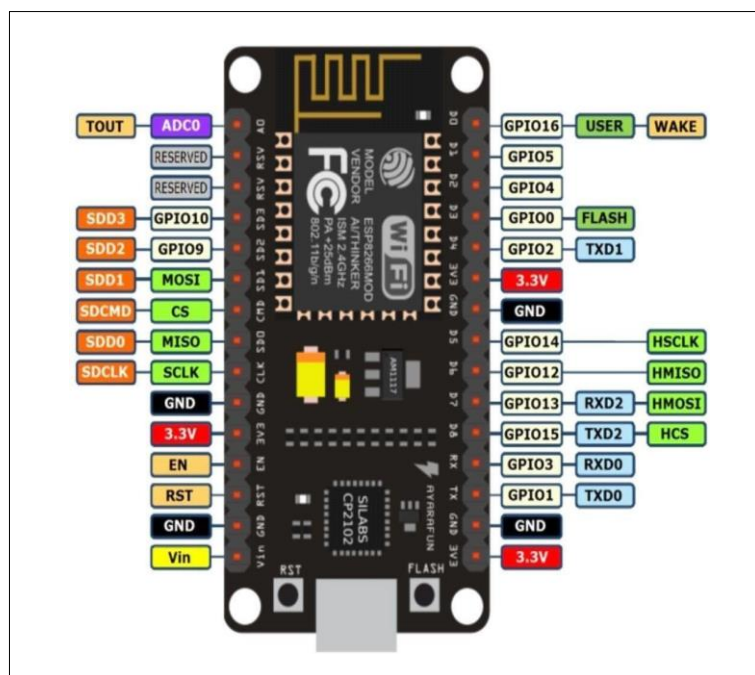 TOUT ADC0 A0 D0 GPIO16 USER WAKE
RESERVED RSV D1 GPIO5
RESERVED RSV D2 GPIO4
SDD3 GPIO10 SD3 D3 GPIO0 FLASH
SDD2 GPIO9 SD2 D4 GPIO2 TXD1
SDD1 MOSI SD1 3V3 3.3V
SDCMD CS CMD GND GND
SDD0 MISO SD0 D5 GPIO14 HSCLK
SDCLK SCLK CLK D6 GPIO12 HMISO
GND GND D7 GPIO13 RXD2 HMOSI
3.3V 3V3 D8 GPIO15 TXD2 HCS
EN EN RX GPIO3 RXD0
RST RST TX GPIO1 TXD0
GND GND GND GND
Vin Vin 3V3 3.3V
MODEL ESP8266MOD
VENDOR AI/THINKER
ISM 2.4GHz
PA +25dBm
802.11b/g/n
FC
WiFi
AM1117
SILABS
CP2102
AYARAFUN
RST
FLASH